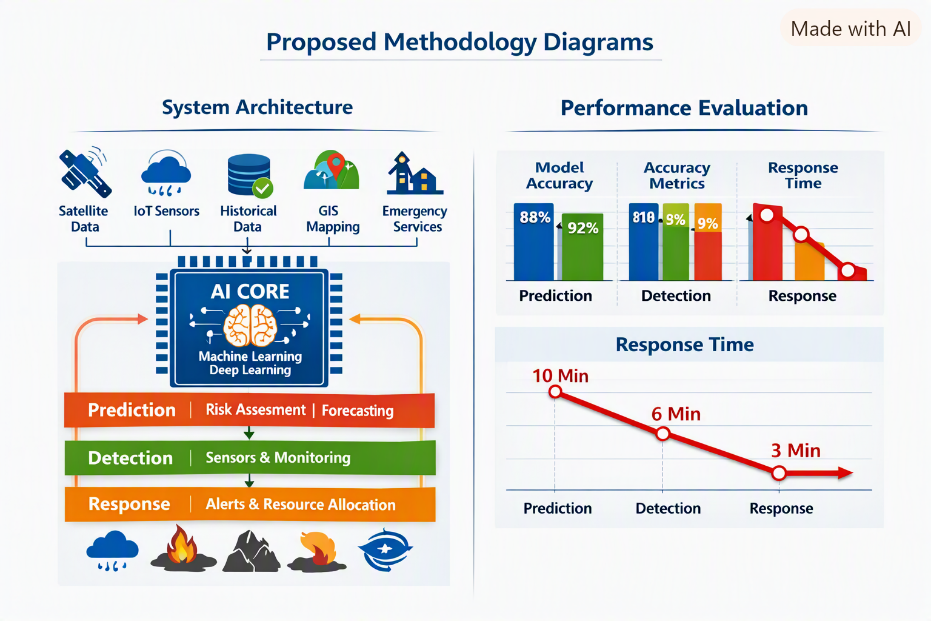 Made with AI
Proposed Methodology Diagrams
System Architecture
Satellite
Data
IoT Sensors
Historical
Data
GIS
Mapping
Emergency
Services
AI CORE
Machine Learning
Deep Learning
Prediction | Risk Assesment | Forecasting
Detection | Sensors & Monitoring
Response | Alerts & Resource Allocation
Performance Evaluation
Model
Accuracy
88%
92%
Prediction
Accuracy
Metrics
810
9%
9%
Detection
Response
Time
Response
Response Time
10 Min
6 Min
3 Min
Prediction
Detection
Response